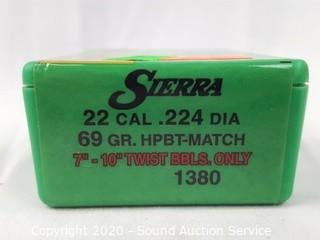 SIERRA
22 CAL .224 DIA
69 GR. HPBT-MATCH
7" - 10" TWIST BBLS. ONLY
1380
Copyright © 2020 - Sound Auction Service